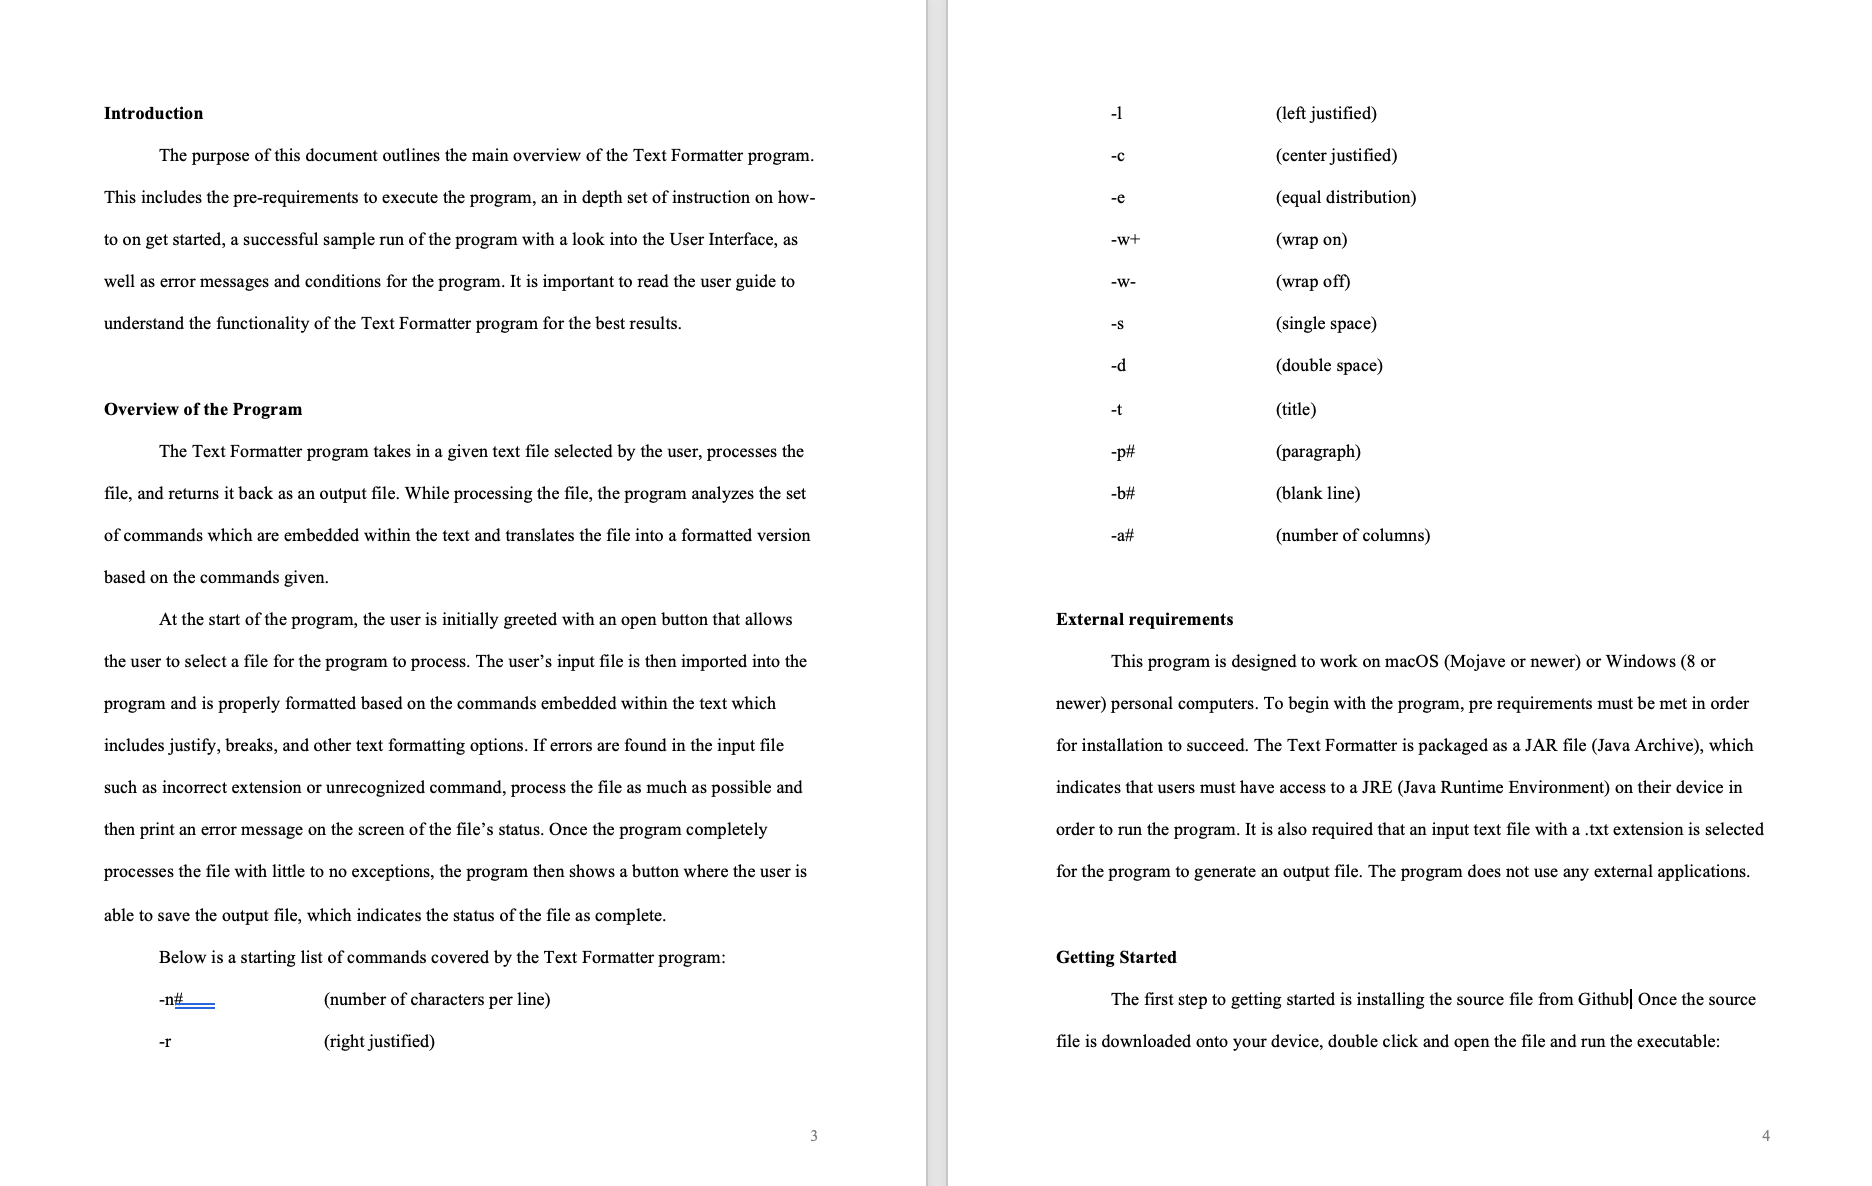 Introduction
The purpose of this document outlines the main overview of the Text Formatter program.
This includes the pre-requirements to execute the program, an in depth set of instruction on how-
to on get started, a successful sample run of the program with a look into the User Interface, as
well as error messages and conditions for the program. It is important to read the user guide to
understand the functionality of the Text Formatter program for the best results.
Overview of the Program
The Text Formatter program takes in a given text file selected by the user, processes the
file, and returns it back as an output file. While processing the file, the program analyzes the set
of commands which are embedded within the text and translates the file into a formatted version
based on the commands given.
At the start of the program, the user is initially greeted with an open button that allows
the user to select a file for the program to process. The user’s input file is then imported into the
program and is properly formatted based on the commands embedded within the text which
includes justify, breaks, and other text formatting options. If errors are found in the input file
such as incorrect extension or unrecognized command, process the file as much as possible and
then print an error message on the screen of the file’s status. Once the program completely
processes the file with little to no exceptions, the program then shows a button where the user is
able to save the output file, which indicates the status of the file as complete.
Below is a starting list of commands covered by the Text Formatter program:
-n# (number of characters per line)
-r (right justified)
3
-l (left justified)
-c (center justified)
-e (equal distribution)
-w+ (wrap on)
-w- (wrap off)
-s (single space)
-d (double space)
-t (title)
-p# (paragraph)
-b# (blank line)
-a# (number of columns)
External requirements
This program is designed to work on macOS (Mojave or newer) or Windows (8 or
newer) personal computers. To begin with the program, pre requirements must be met in order
for installation to succeed. The Text Formatter is packaged as a JAR file (Java Archive), which
indicates that users must have access to a JRE (Java Runtime Environment) on their device in
order to run the program. It is also required that an input text file with a .txt extension is selected
for the program to generate an output file. The program does not use any external applications.
Getting Started
The first step to getting started is installing the source file from Github Once the source
file is downloaded onto your device, double click and open the file and run the executable:
4